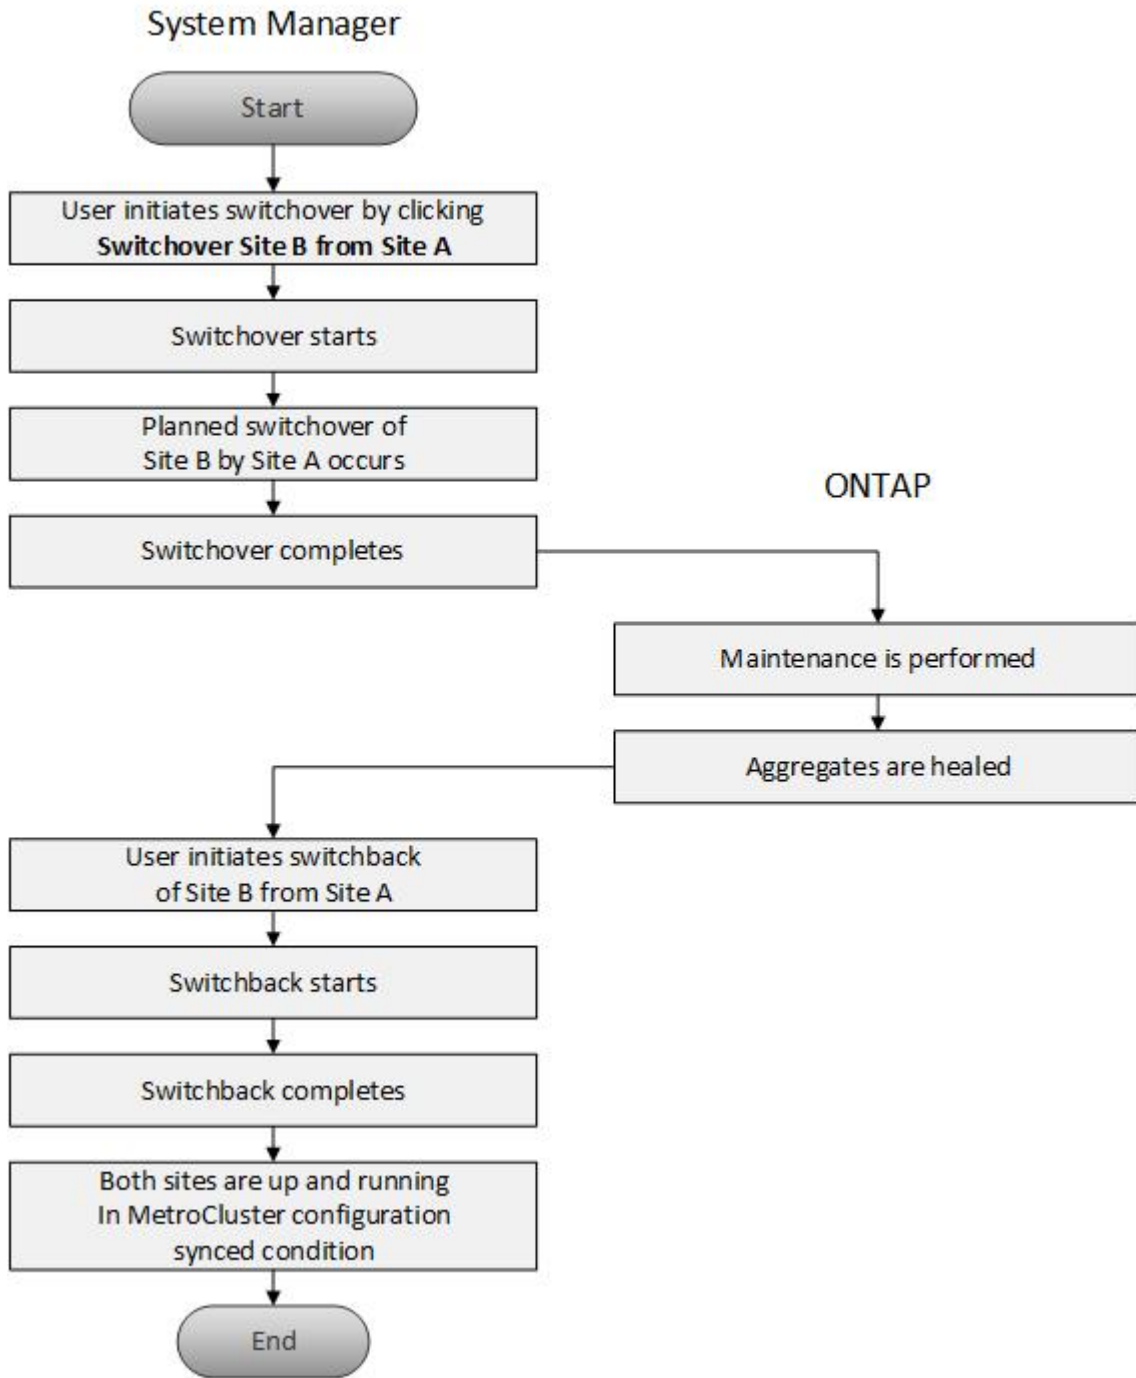 System Manager
Start
User initiates switchover by clicking
Switchover Site B from Site A
Switchover starts
Planned switchover of
Site B by Site A occurs
Switchover completes
ONTAP
Maintenance is performed
Aggregates are healed
User initiates switchback
of Site B from Site A
Switchback starts
Switchback completes
Both sites are up and running
In MetroCluster configuration
synced condition
End